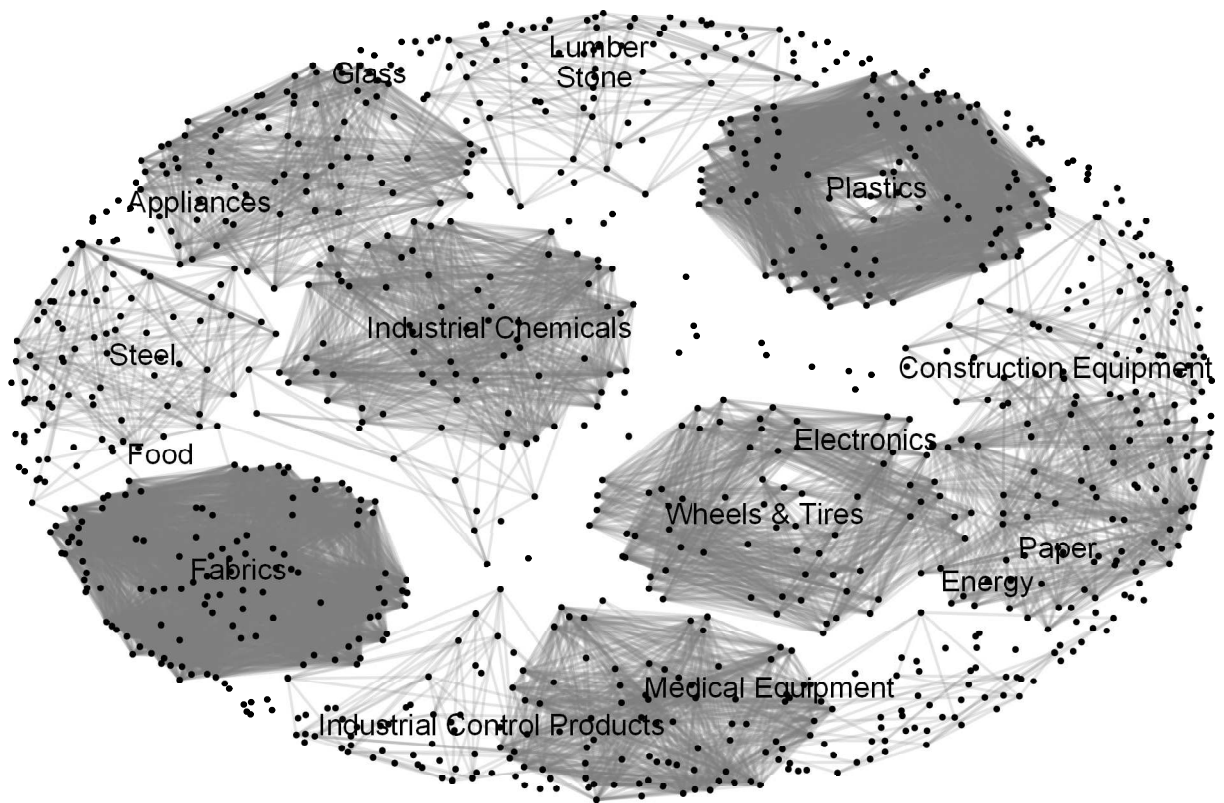 Lumber
Stone
Glass
Plastics
Appliances
Industrial Chemicals
Steel
Construction Equipment
Electronics
Food
Wheels & Tires
Paper
Fabrics
Energy
Medical Equipment
Industrial Control Products